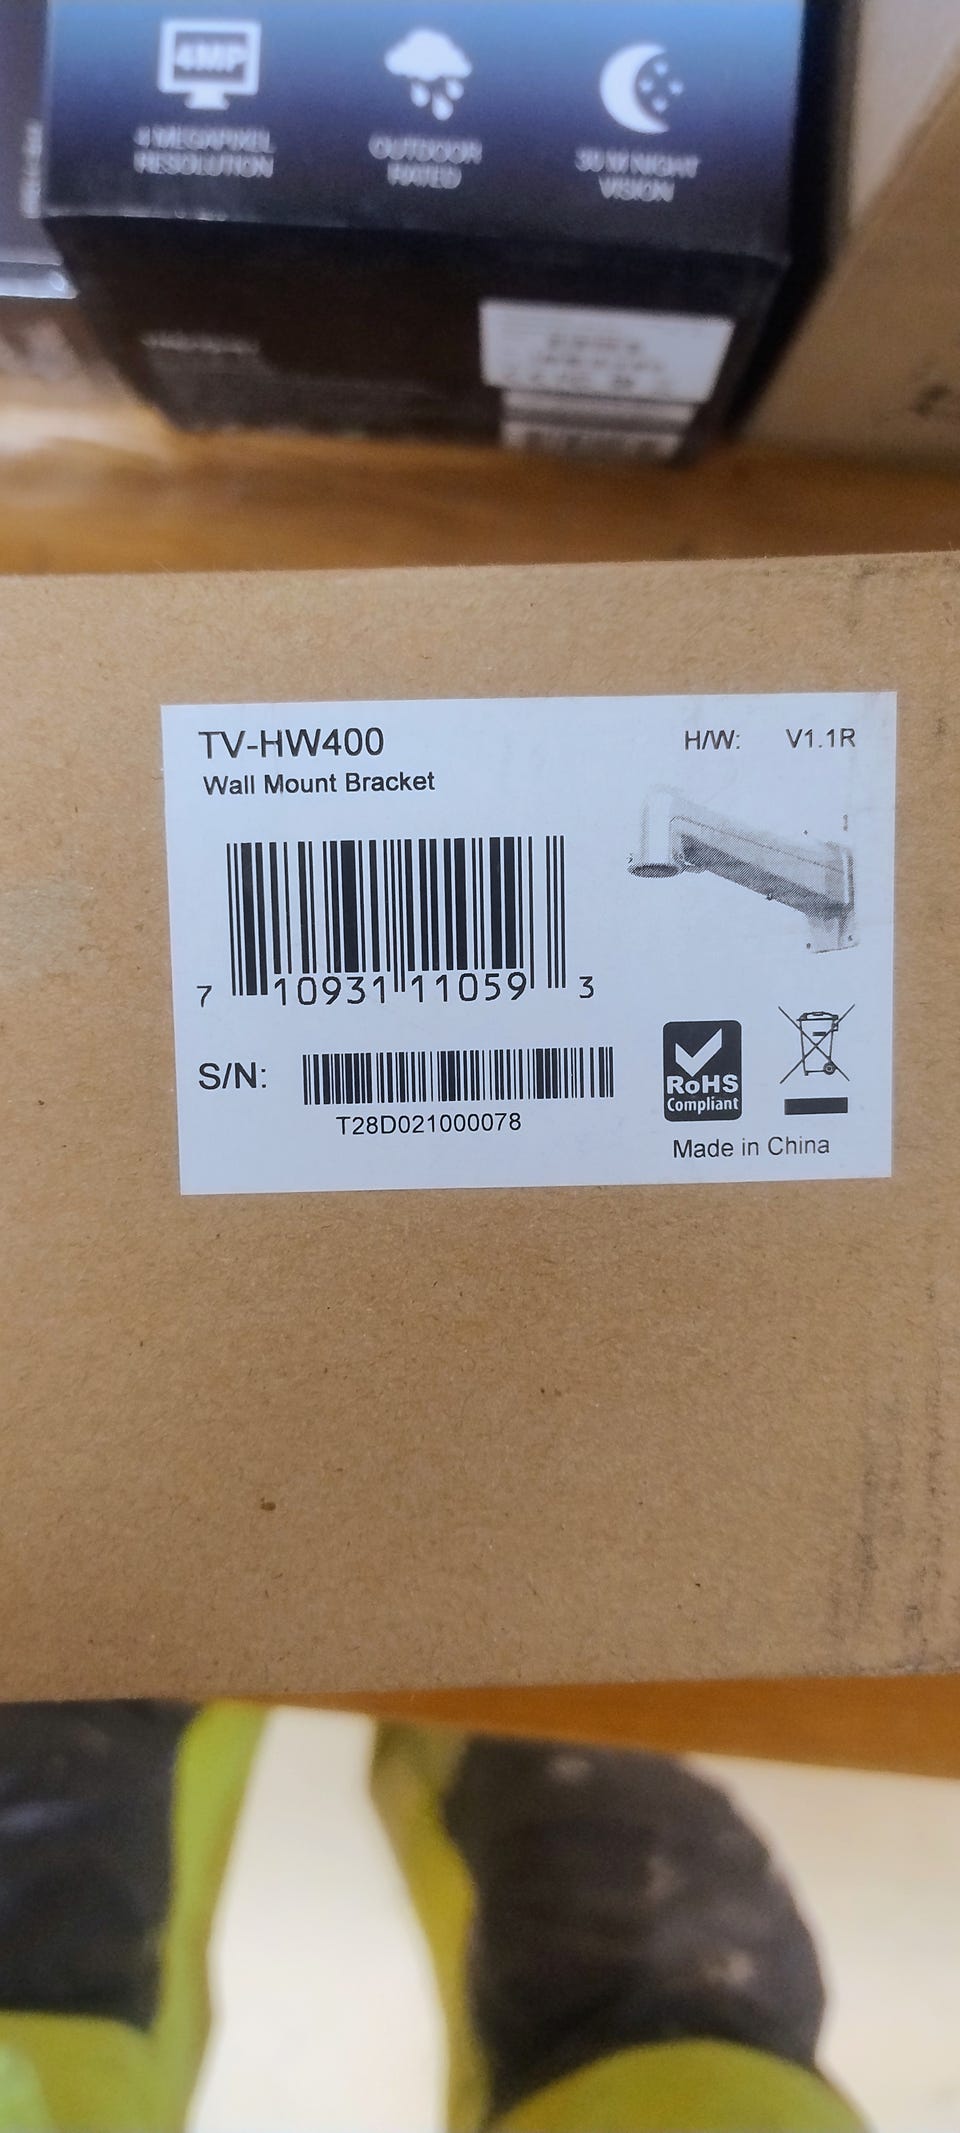 4MP
4 MEGAPIXEL
RESOLUTION
OUTDOOR
RATED
30 M NIGHT
VISION
TV-HW400
H/W: V1.1R
Wall Mount Bracket
7 10931 11059 3
S/N:
T28D021000078
RoHS
Compliant
Made in China